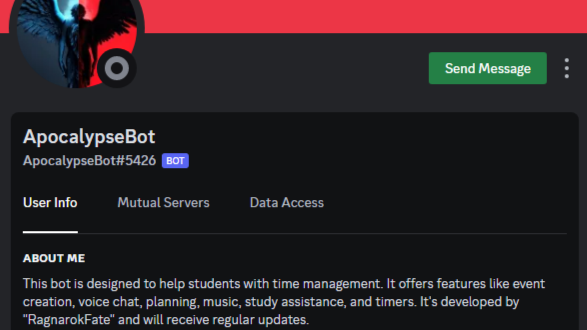 Send Message
ApocalypseBot
ApocalypseBot#5426 BOT
User Info Mutual Servers Data Access
ABOUT ME
This bot is designed to help students with time management. It offers features like event
creation, voice chat, planning, music, study assistance, and timers. It's developed by
"RagnarokFate" and will receive regular updates.